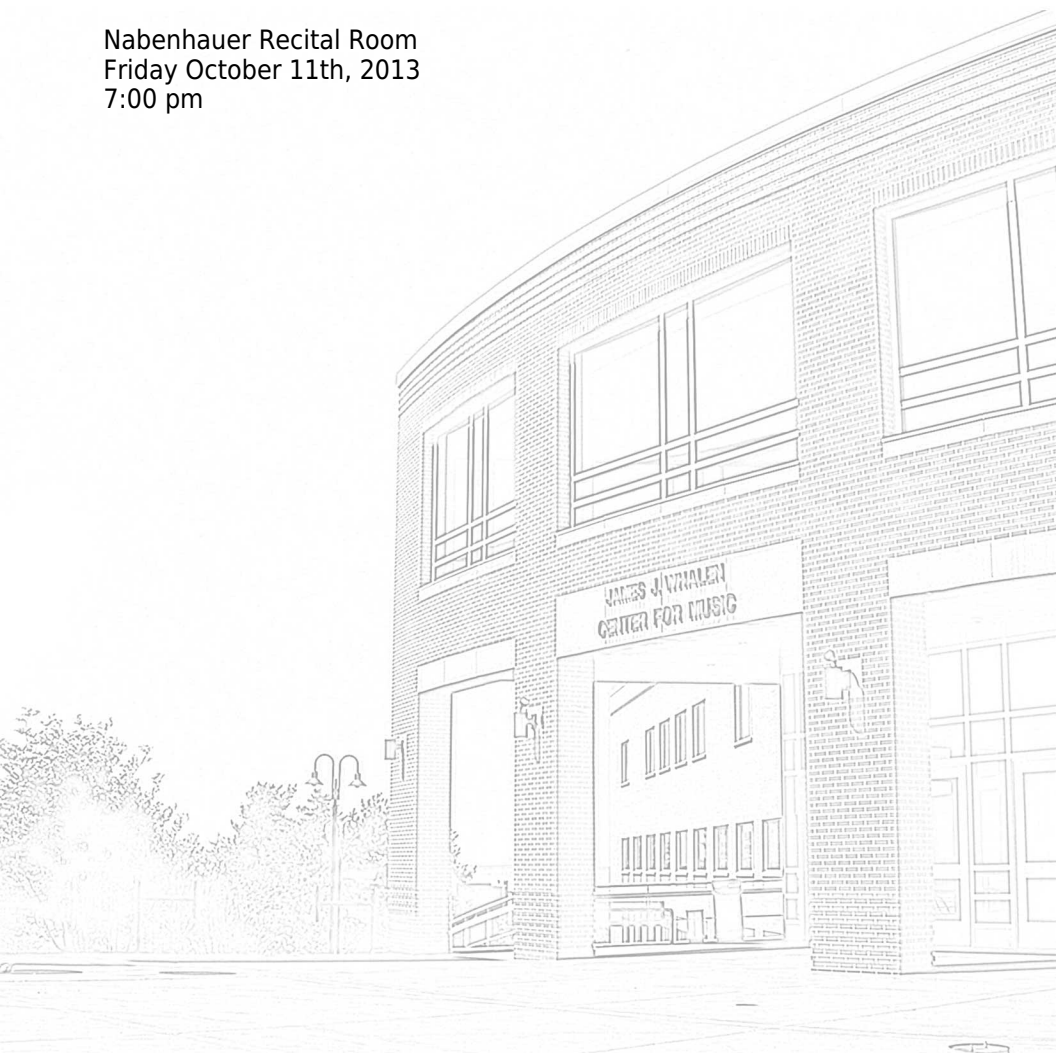 Nabenhauer Recital Room
Friday October 11th, 2013
7:00 pm
JAMES J. WHALEN
CENTER FOR MUSIC